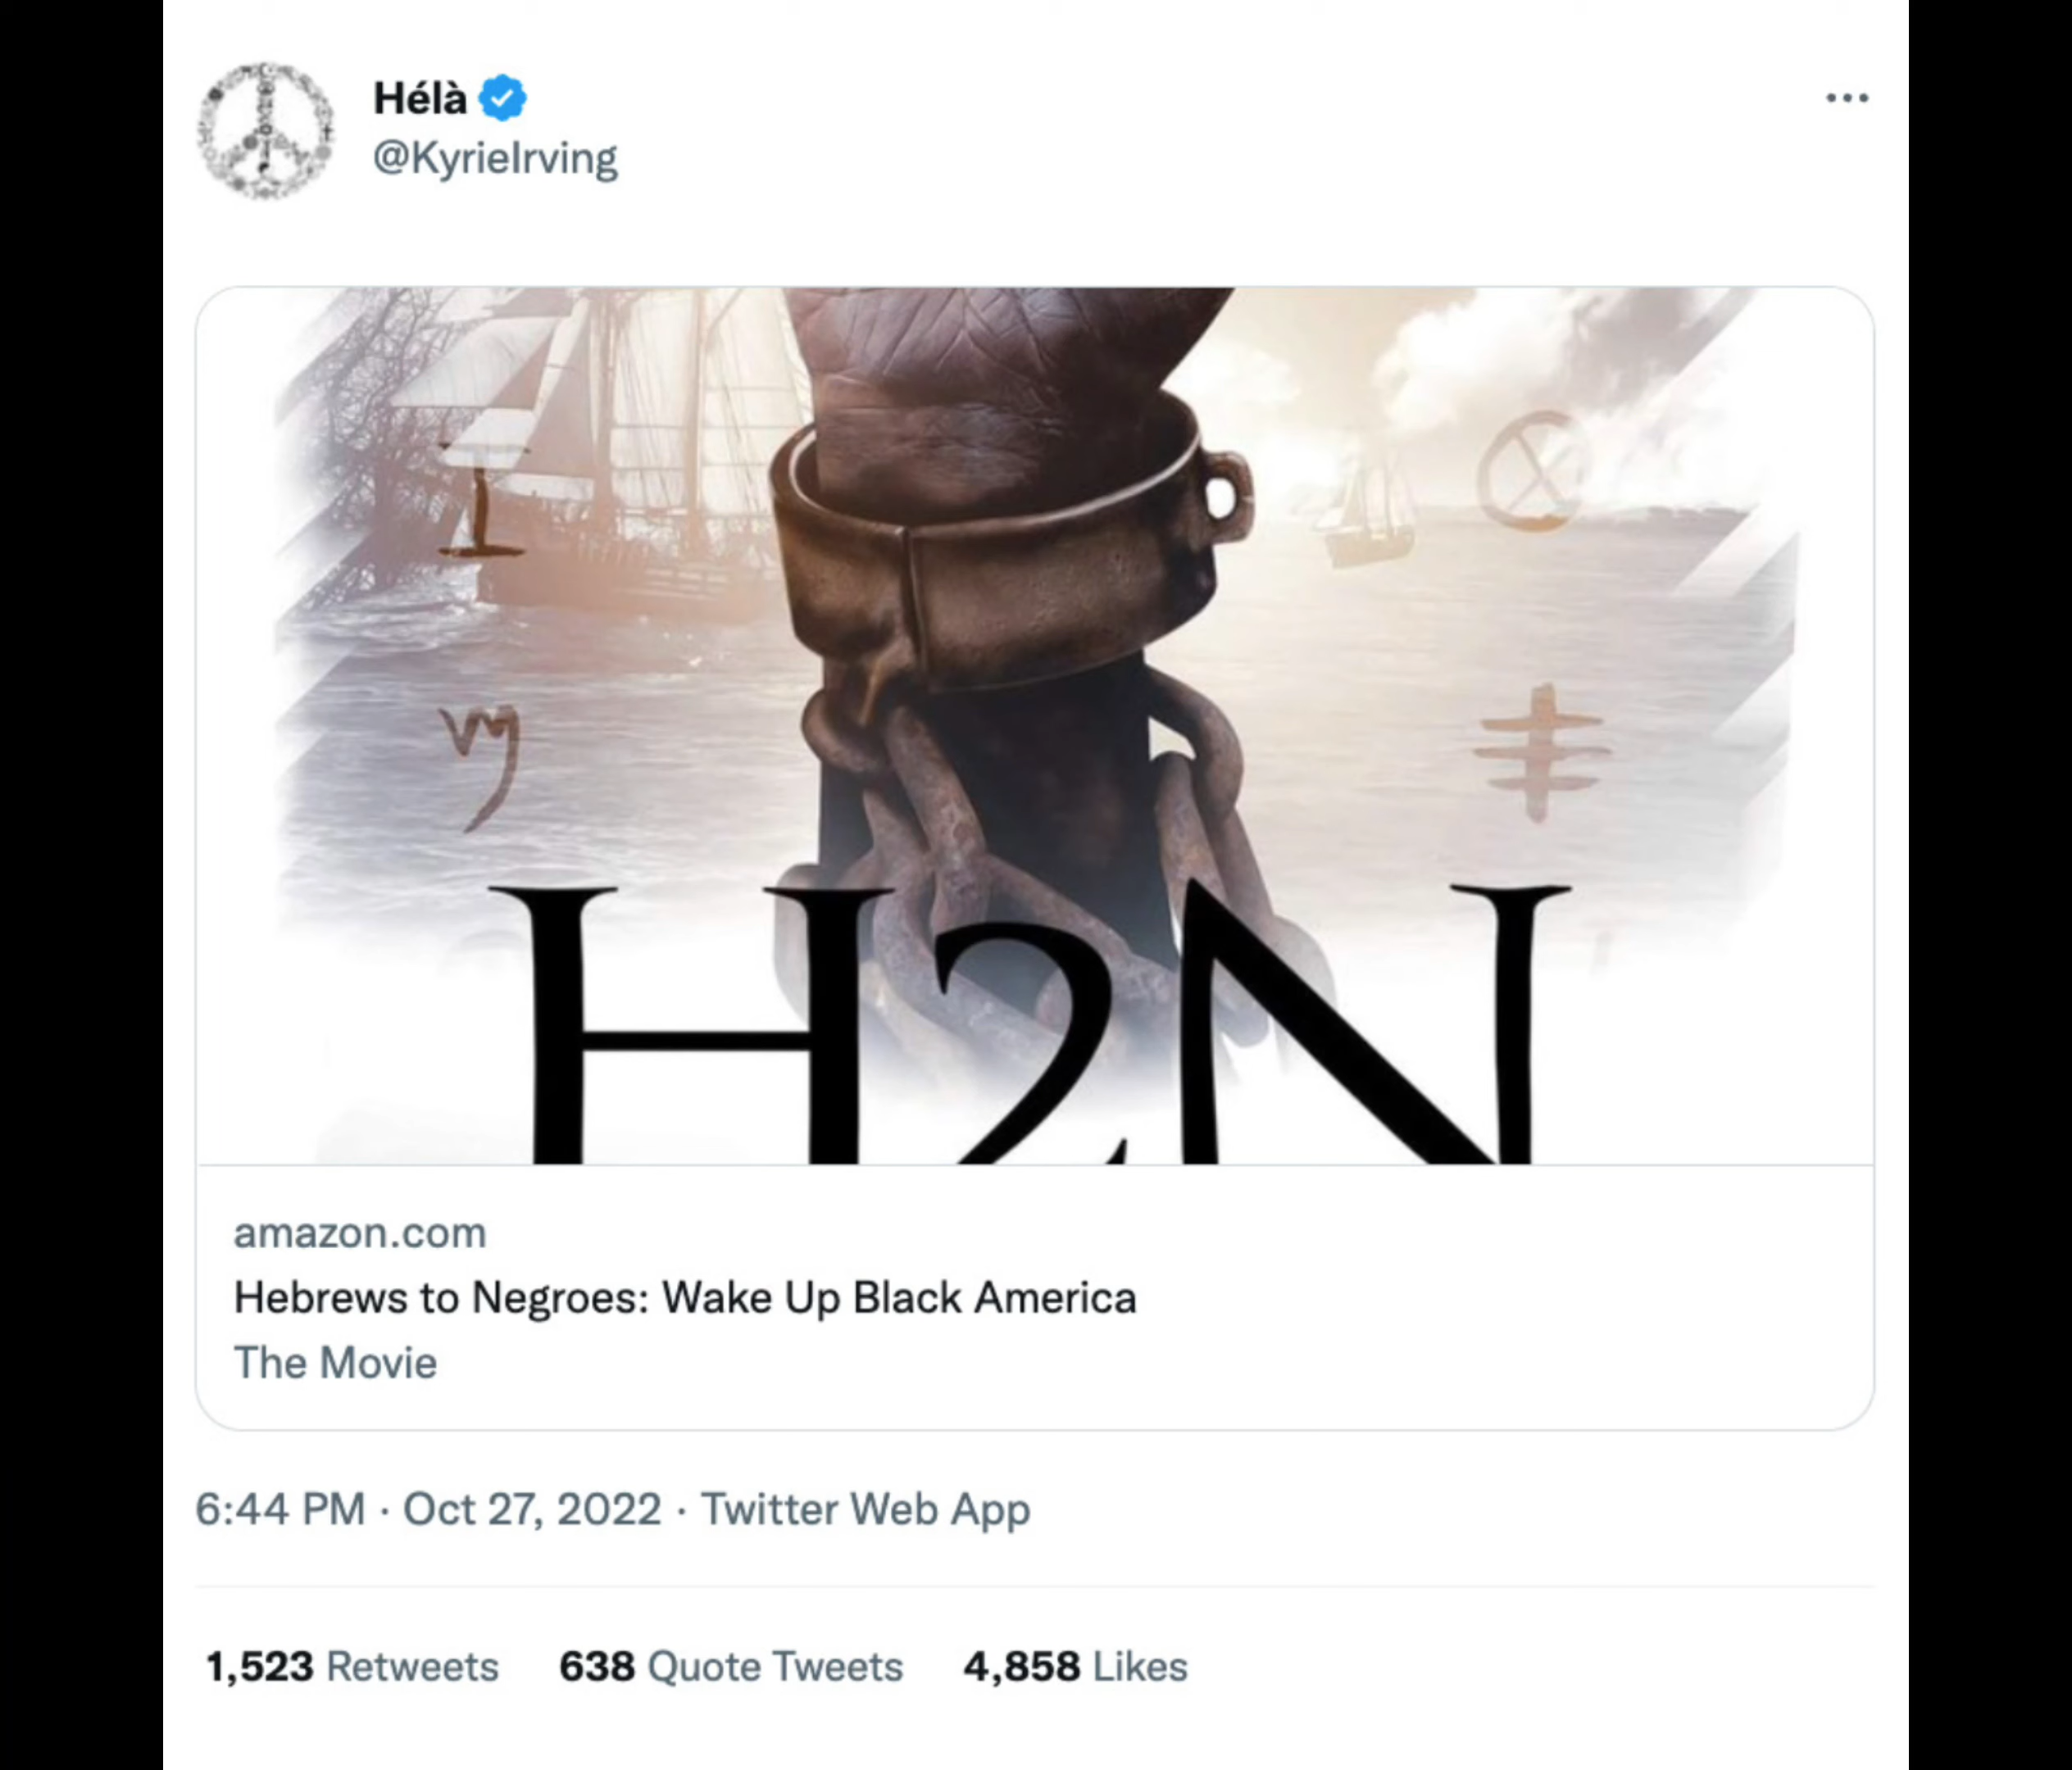 Hélà
@KyrieIrving
H2N
amazon.com
Hebrews to Negroes: Wake Up Black America
The Movie
6:44 PM · Oct 27, 2022 · Twitter Web App
1,523 Retweets 638 Quote Tweets 4,858 Likes